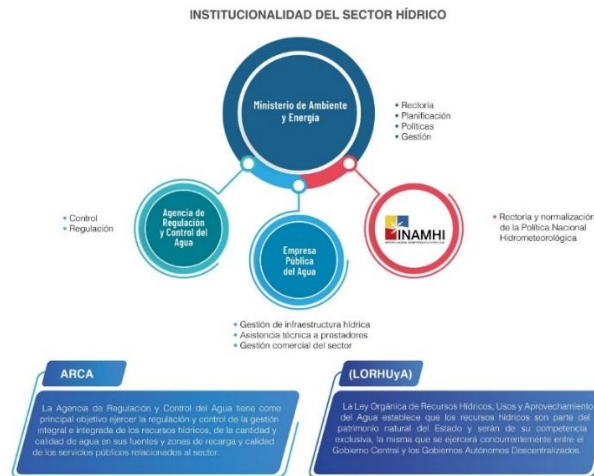 INSTITUCIONALIDAD DEL SECTOR HÍDRICO
Ministerio de Ambiente
y Energía
• Rectoría
• Planificación
• Políticas
• Gestión
• Control
• Regulación
Agencia de
Regulación
y Control del
Agua
Empresa
Pública
del Agua
INAMHI
• Rectoría y normalización
de la Política Nacional
Hidrometeorológica
• Gestión de infraestructura hídrica
• Asistencia técnica a prestadores
• Gestión comercial del sector
ARCA
La Agencia de Regulación y Control del Agua tiene como
principal objetivo ejercer la regulación y control de la gestión
integral e integrada de los recursos hídricos, de la cantidad y
calidad de agua en sus fuentes y zonas de recarga y calidad
de los servicios públicos relacionados al sector.
(LORHUyA)
La Ley Orgánica de Recursos Hídricos, Usos y Aprovechamiento
del Agua establece que los recursos hídricos son parte del
patrimonio natural del Estado y serán de su competencia
exclusiva, la misma que se ejercerá concurrentemente entre el
Gobierno Central y los Gobiernos Autónomos Descentralizados.